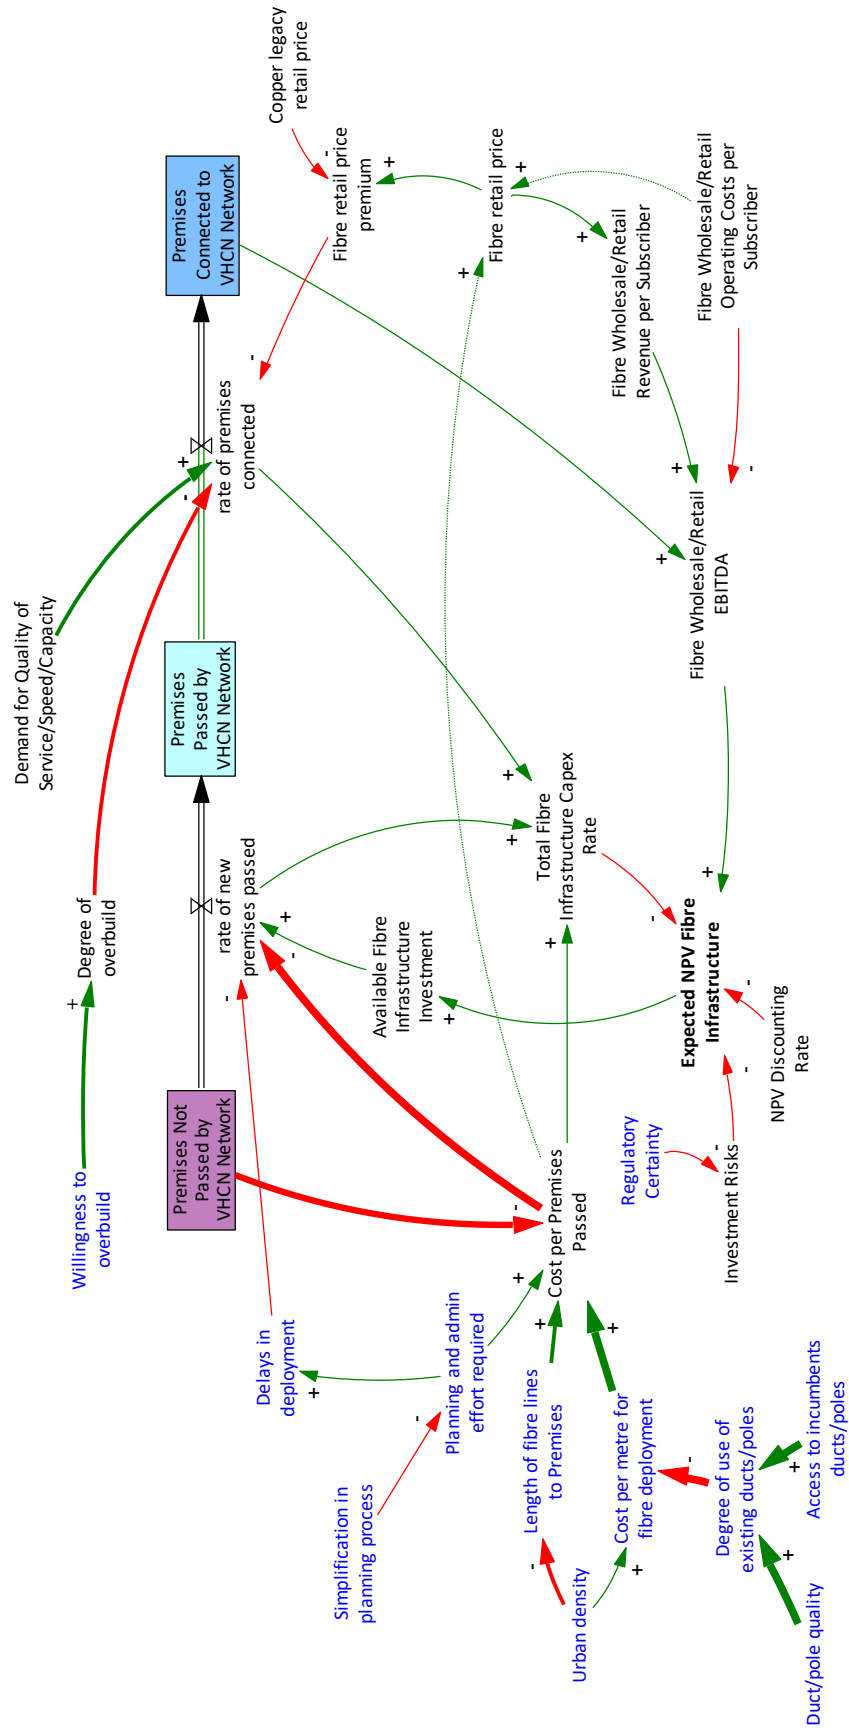 Demand for Quality of
Service/Speed/Capacity
Willingness to
overbuild
+
Degree of
overbuild
Premises Not
Passed by
VHCN Network
rate of new
premises passed
Premises
Passed by
VHCN Network
rate of premises
connected
Premises
Connected to
VHCN Network
Copper legacy
retail price
-
+
-
-
-
+
-
+
Delays in
deployment
+
Simplification in
planning process
-
Planning and admin
effort required
+
Available Fibre
Infrastructure
Investment
+
Fibre retail price
premium
-
+
Fibre retail price
+
+
Length of fibre lines
to Premises
+
-
Cost per Premises
Passed
-
+
Total Fibre
Infrastructure Capex
Rate
+
+
+
Fibre Wholesale/Retail
Revenue per Subscriber
+
Urban density
-
+
Cost per metre for
fibre deployment
+
Regulatory
Certainty
-
Investment Risks
-
Expected NPV Fibre
Infrastructure
-
+
-
NPV Discounting
Rate
Fibre Wholesale/Retail
EBITDA
+
+
-
Fibre Wholesale/Retail
Operating Costs per
Subscriber
Degree of use of
existing ducts/poles
-
+
+
Duct/pole quality
Access to incumbents
ducts/poles